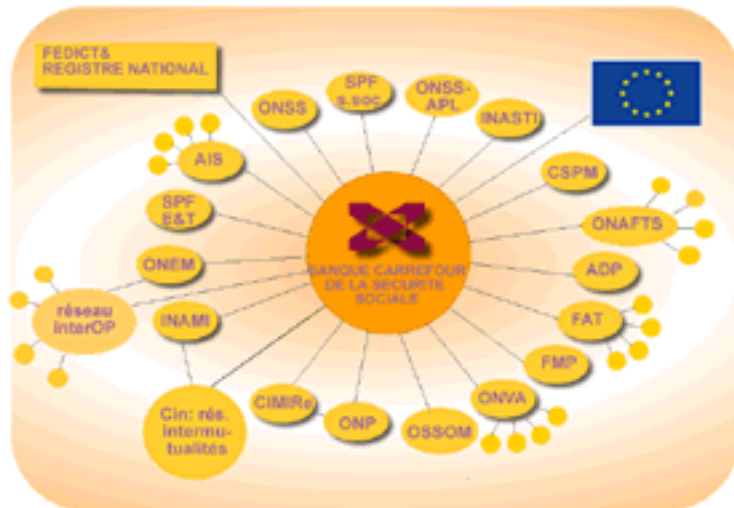 FEDICT&
REGISTRE NATIONAL
ONSS
SPF
s.soc
ONSS-
APL
INASTI
AIS
CSPM
SPF
E&T
ONAFTS
ONEM
BANQUE CARREFOUR
DE LA SECURITE
SOCIALE
ADP
réseau
interOP
INAMI
FAT
FMP
Cin: rés.
intermu-
tualités
CIMIRe
ONP
OSSOM
ONVA